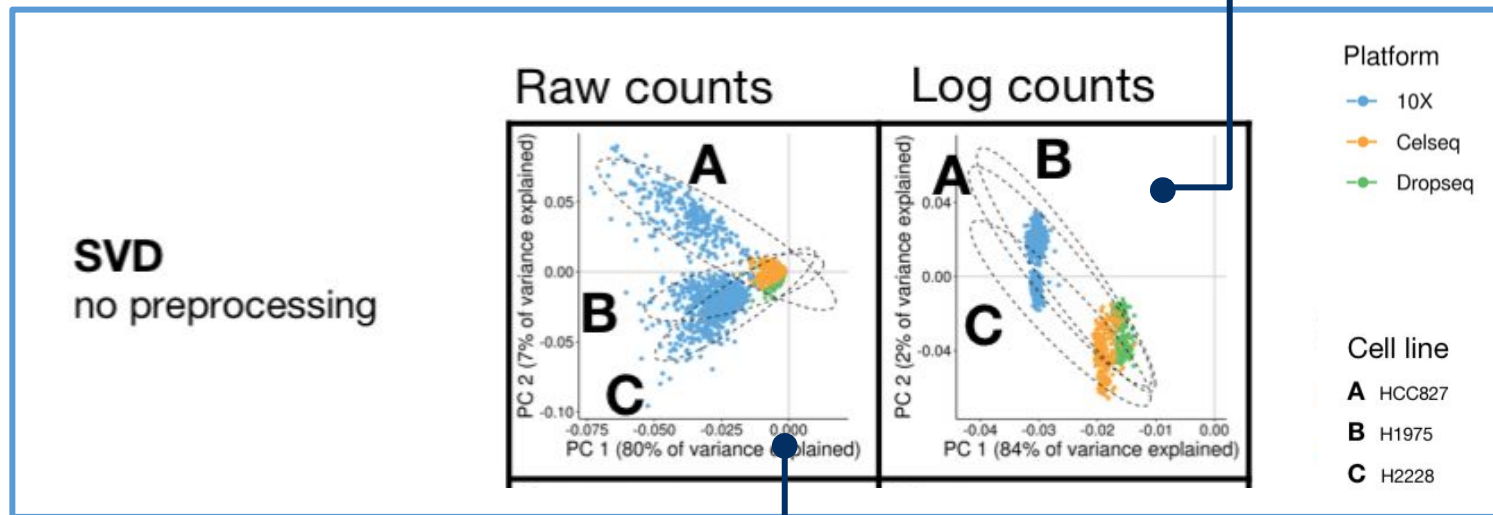 SVD
no preprocessing
Raw counts
Log counts
A
B
C
PC 2 (7% of variance explained)
0.05
0.00
-0.05
-0.10
-0.075
-0.050
-0.025
0.000
PC 1 (80% of variance explained)
A
B
C
PC 2 (2% of variance explained)
0.04
0.00
-0.04
-0.04
-0.03
-0.02
-0.01
0.00
PC 1 (84% of variance explained)
Platform
10X
Celseq
Dropseq
Cell line
A HCC827
B H1975
C H2228